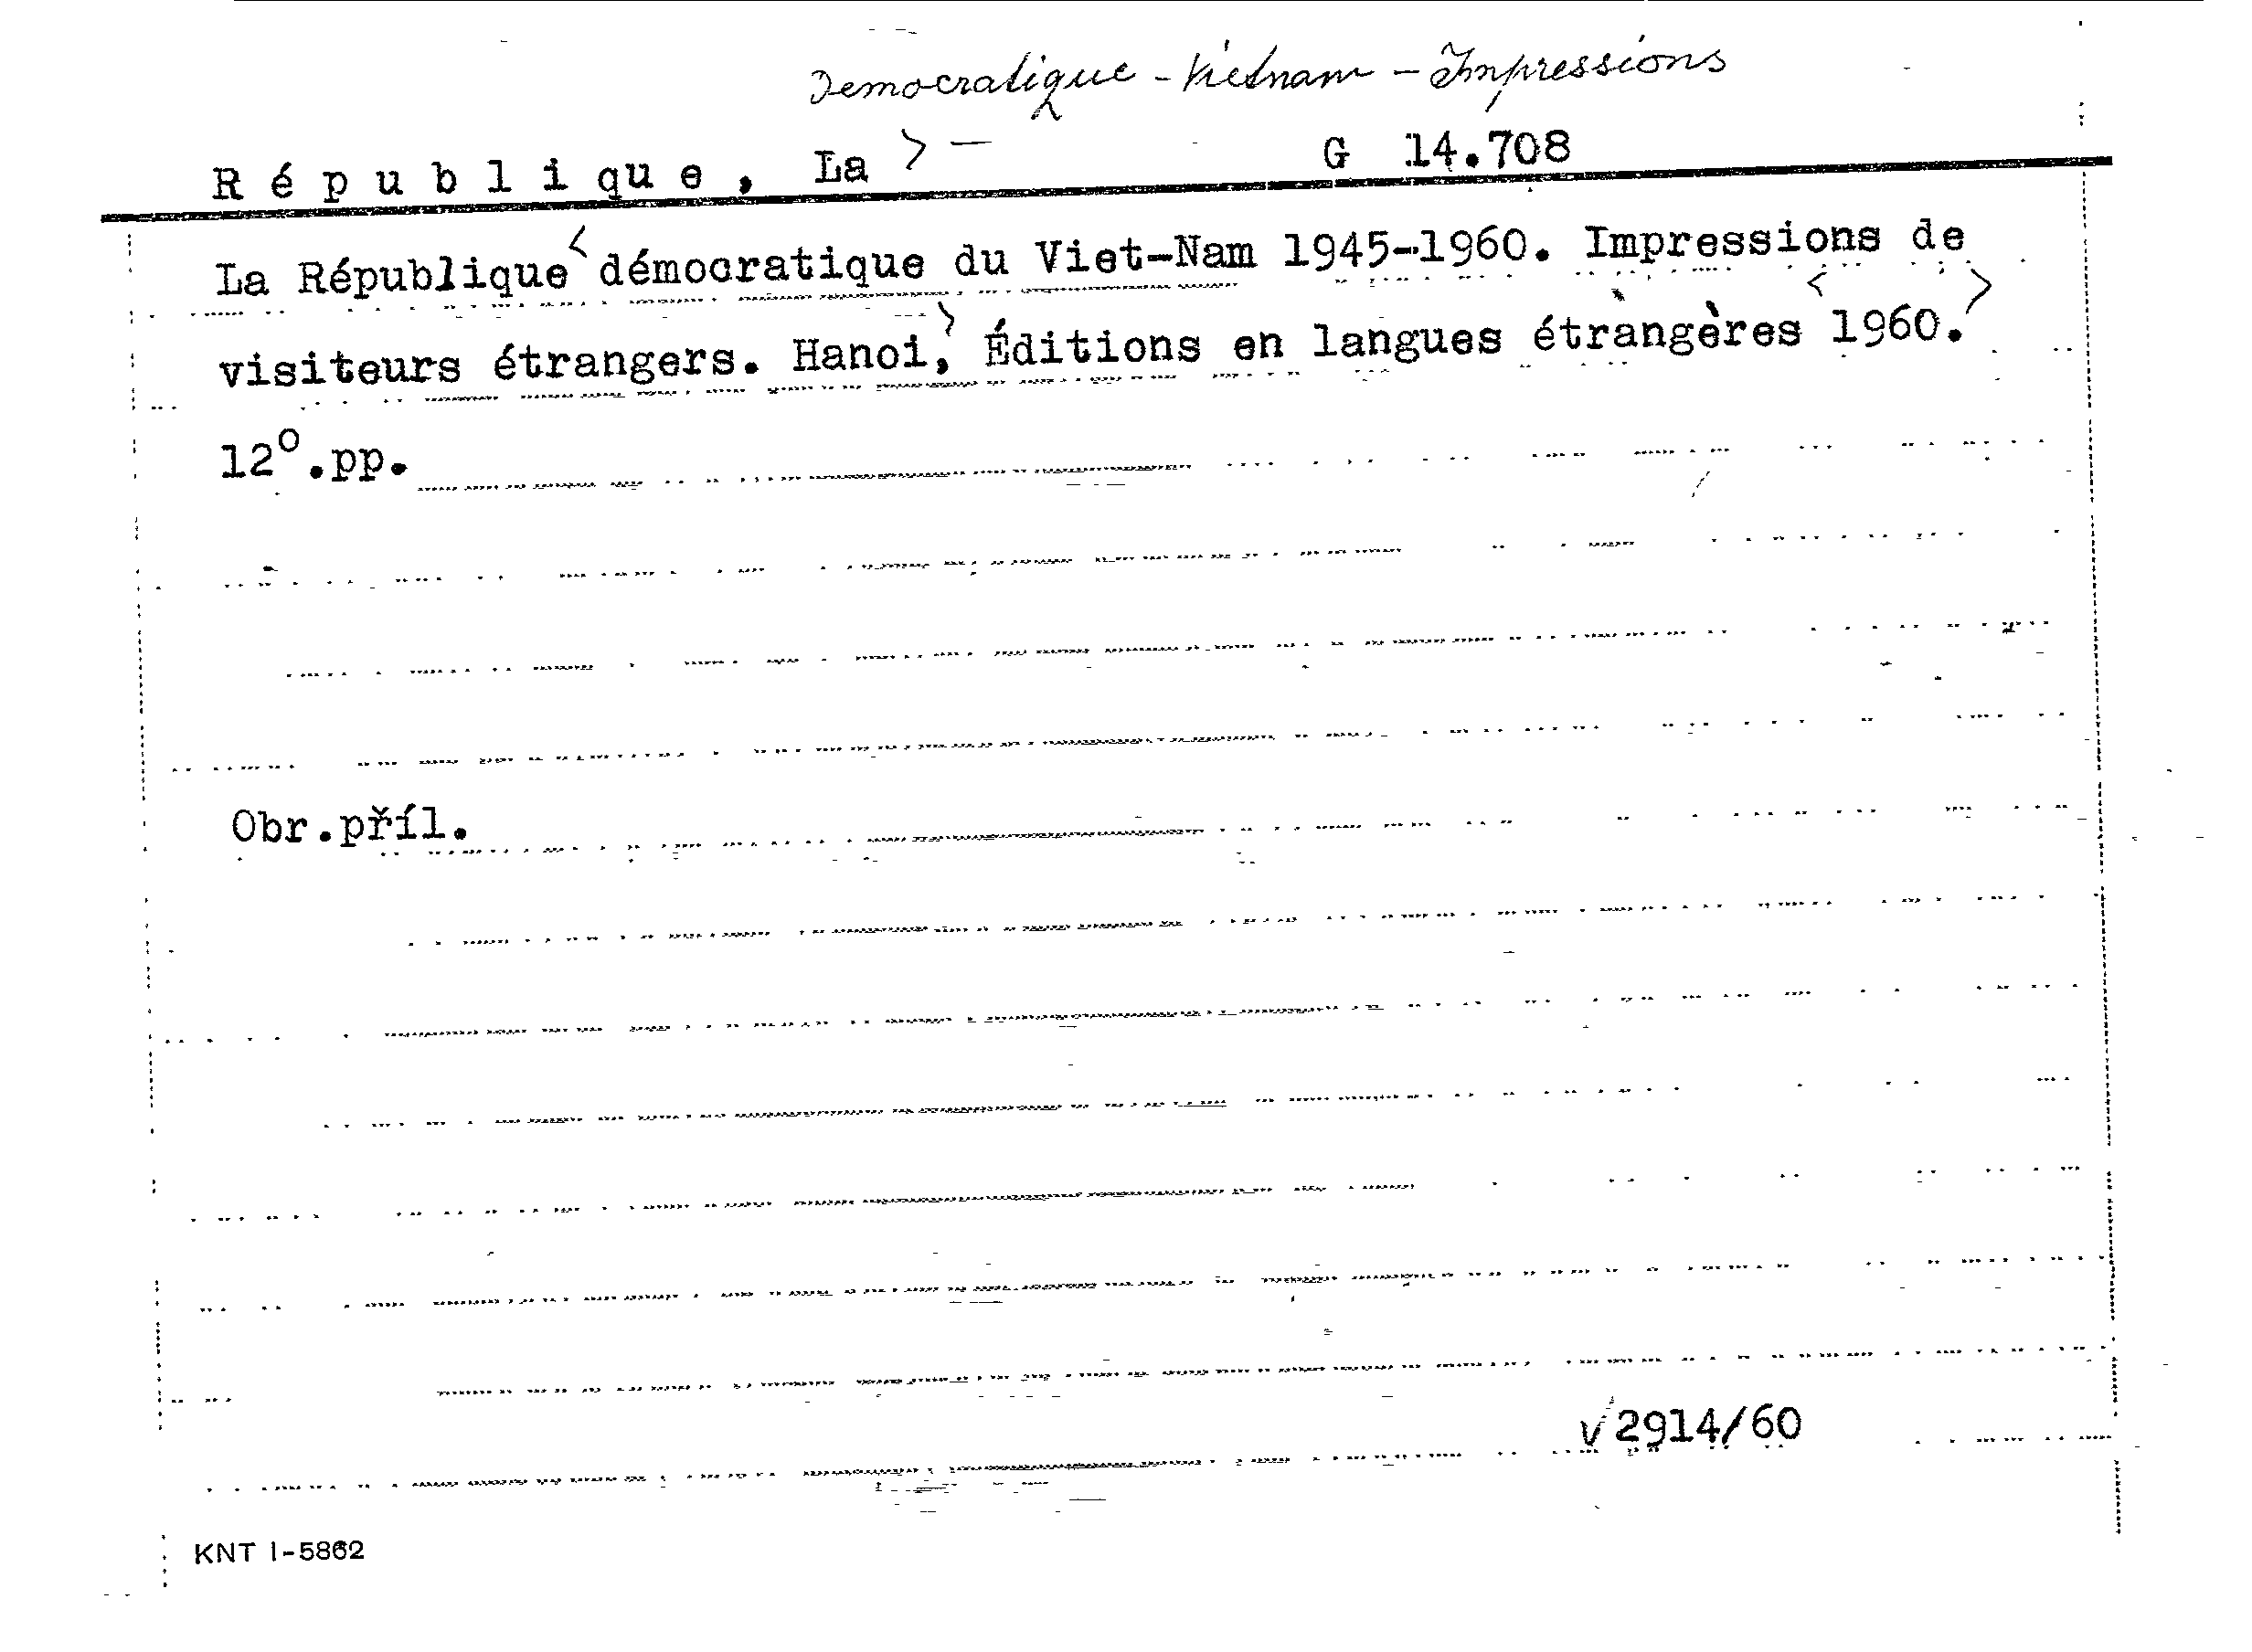 Democratique - Vietnam - Impressions
République, La > — G 14.708
La République < démocratique du Viet-Nam 1945-1960. Impressions de
visiteurs étrangers. Hanoi, > Éditions en langues étrangères < 1960. >
12°.pp.
Obr.příl.
√ 2914/60
KNT I-5862